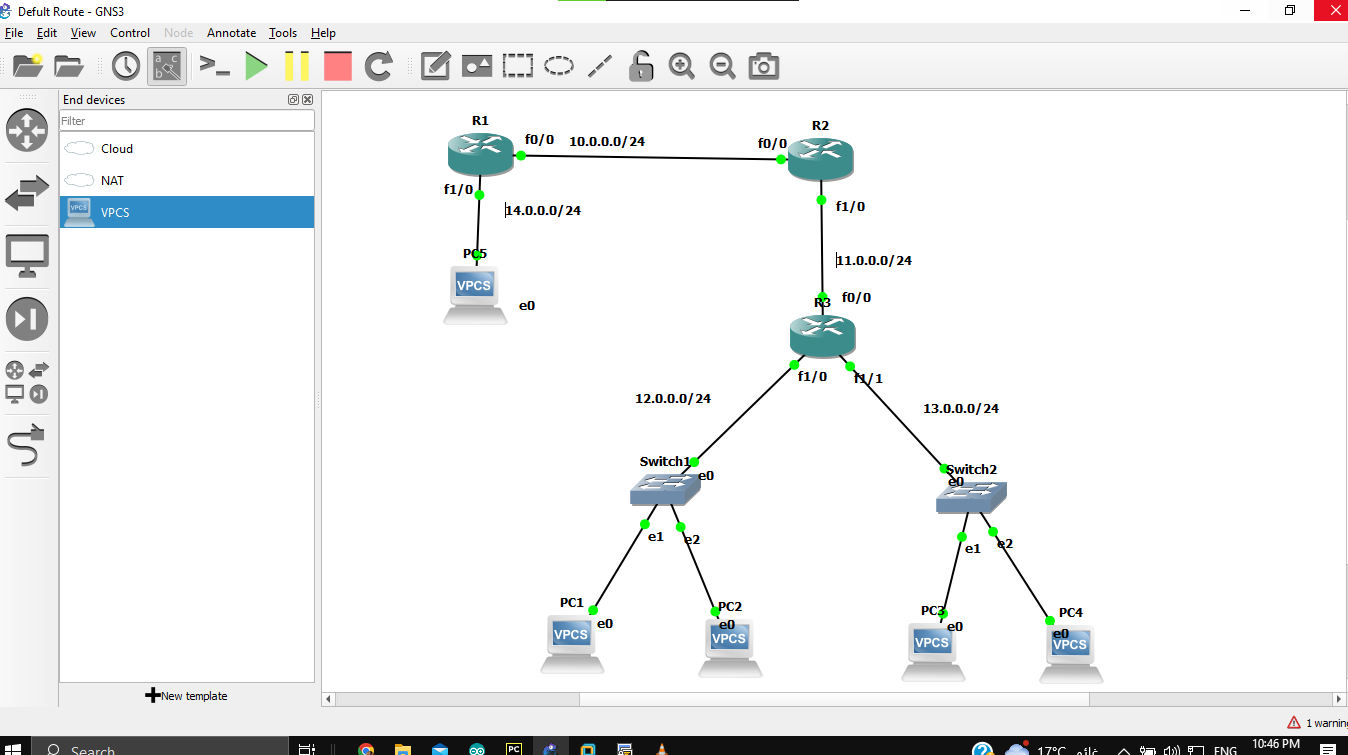 Defult Route - GNS3
File Edit View Control Node Annotate Tools Help
End devices
Filter
Cloud
NAT
VPCS
New template
R1
f0/0
10.0.0.0/24
f0/0
R2
f1/0
14.0.0.0/24
f1/0
PC5
VPCS
e0
11.0.0.0/24
R3
f0/0
f1/0
f1/1
12.0.0.0/24
13.0.0.0/24
Switch1
e0
Switch2
e0
e1
e2
e1
e2
PC1
e0
VPCS
PC2
e0
VPCS
PC3
e0
VPCS
PC4
e0
VPCS
1 warnin
Search
PC
17°C
غائم
ENG
10:46 PM